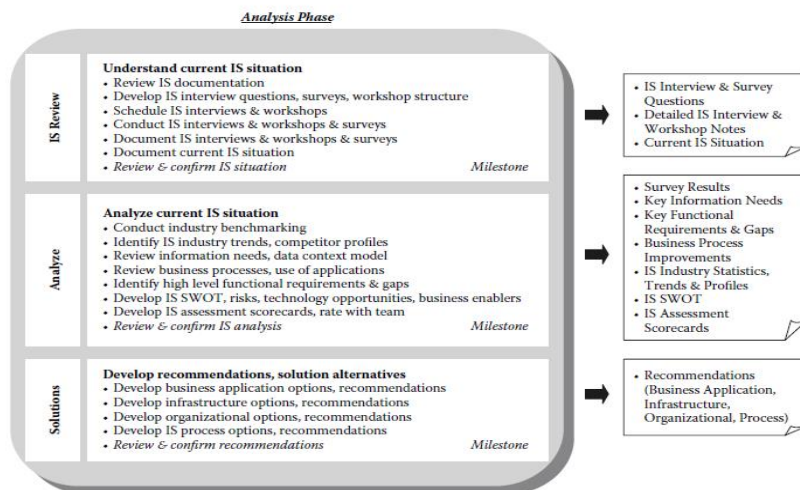 Analysis Phase
IS Review
Understand current IS situation
• Review IS documentation
• Develop IS interview questions, surveys, workshop structure
• Schedule IS interviews & workshops
• Conduct IS interviews & workshops & surveys
• Document IS interviews & workshops & surveys
• Document current IS situation
• Review & confirm IS situation Milestone
• IS Interview & Survey
Questions
• Detailed IS Interview &
Workshop Notes
• Current IS Situation
Analyze
Analyze current IS situation
• Conduct industry benchmarking
• Identify IS industry trends, competitor profiles
• Review information needs, data context model
• Review business processes, use of applications
• Identify high level functional requirements & gaps
• Develop IS SWOT, risks, technology opportunities, business enablers
• Develop IS assessment scorecards, rate with team
• Review & confirm IS analysis Milestone
• Survey Results
• Key Information Needs
• Key Functional
Requirements & Gaps
• Business Process
Improvements
• IS Industry Statistics,
Trends & Profiles
• IS SWOT
• IS Assessment
Scorecards
Solutions
Develop recommendations, solution alternatives
• Develop business application options, recommendations
• Develop infrastructure options, recommendations
• Develop organizational options, recommendations
• Develop IS process options, recommendations
• Review & confirm recommendations Milestone
• Recommendations
(Business Application,
Infrastructure,
Organizational, Process)